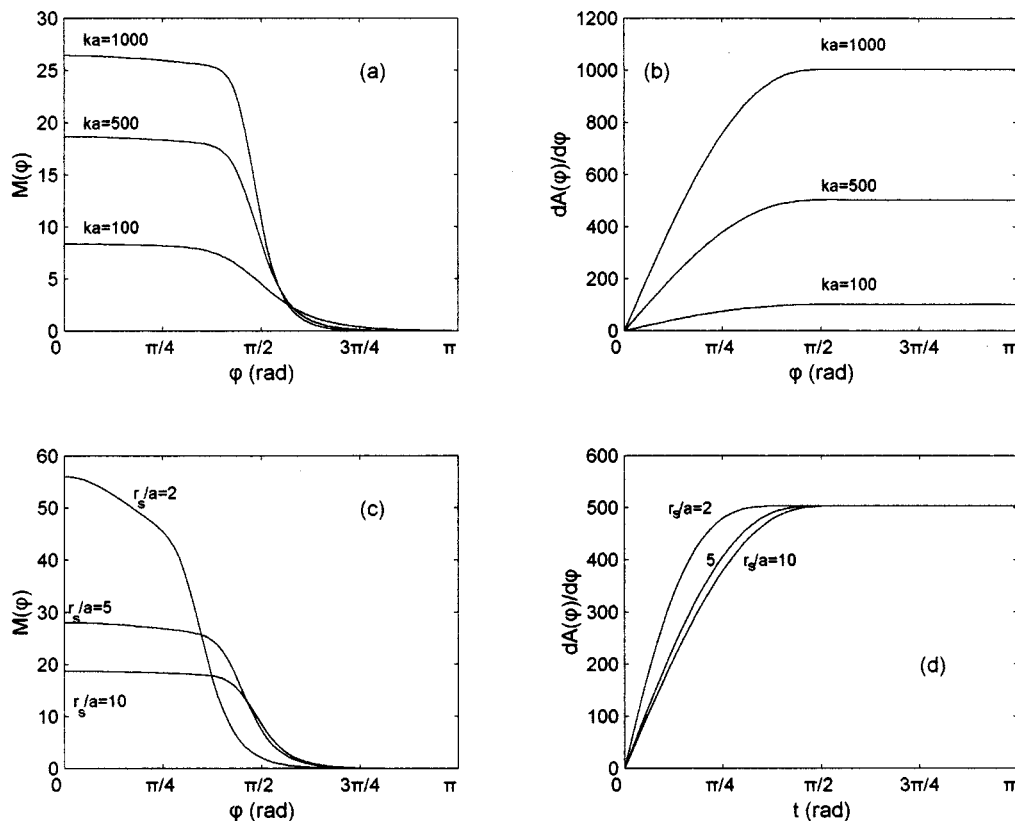 30
25
20
15
10
5
0
M(φ)
ka=1000
ka=500
ka=100
(a)
0 π/4 π/2 3π/4 π
φ (rad)
1200
1000
800
600
400
200
0
dA(φ)/dφ
ka=1000
(b)
ka=500
ka=100
0 π/4 π/2 3π/4 π
φ (rad)
60
50
40
30
20
10
0
M(φ)
r_s/a=2
(c)
r_s/a=5
r_s/a=10
0 π/4 π/2 3π/4 π
φ (rad)
600
500
400
300
200
100
0
dA(φ)/dφ
r_s/a=2
5
r_s/a=10
(d)
0 π/4 π/2 3π/4 π
t (rad)